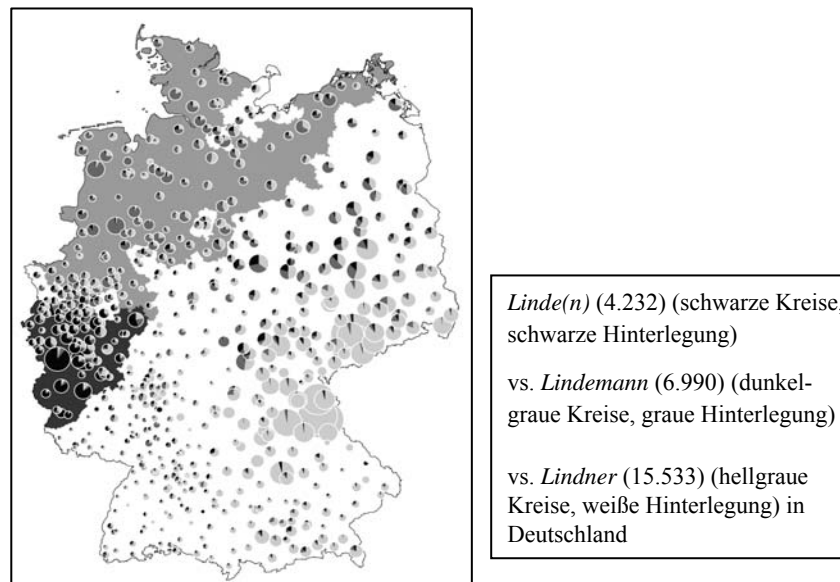 Linde(n) (4.232) (schwarze Kreise,
schwarze Hinterlegung)
vs. Lindemann (6.990) (dunkel-
graue Kreise, graue Hinterlegung)
vs. Lindner (15.533) (hellgraue
Kreise, weiße Hinterlegung) in
Deutschland